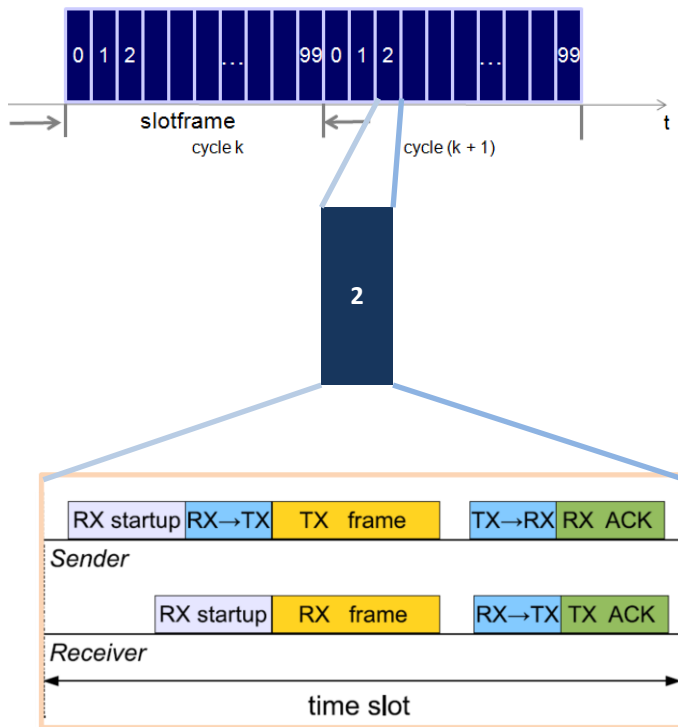 0 1 2 ... 99 0 1 2 ... 99
slotframe t
cycle k cycle (k + 1)
2
RX startup RX→TX TX frame TX→RX RX ACK
Sender
RX startup RX frame RX→TX TX ACK
Receiver
time slot